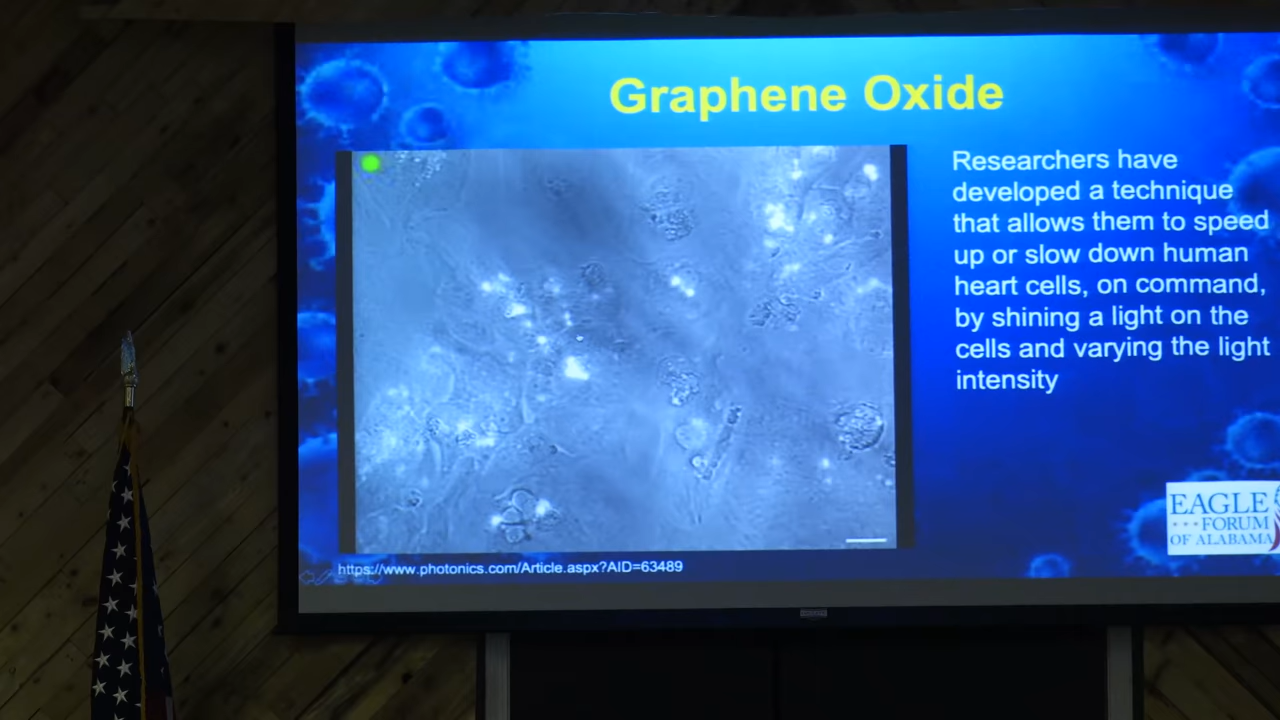 Graphene Oxide
Researchers have
developed a technique
that allows them to speed
up or slow down human
heart cells, on command,
by shining a light on the
cells and varying the light
intensity
EAGLE
FORUM
OF ALABAMA
https://www.photonics.com/Article.aspx?AID=63489